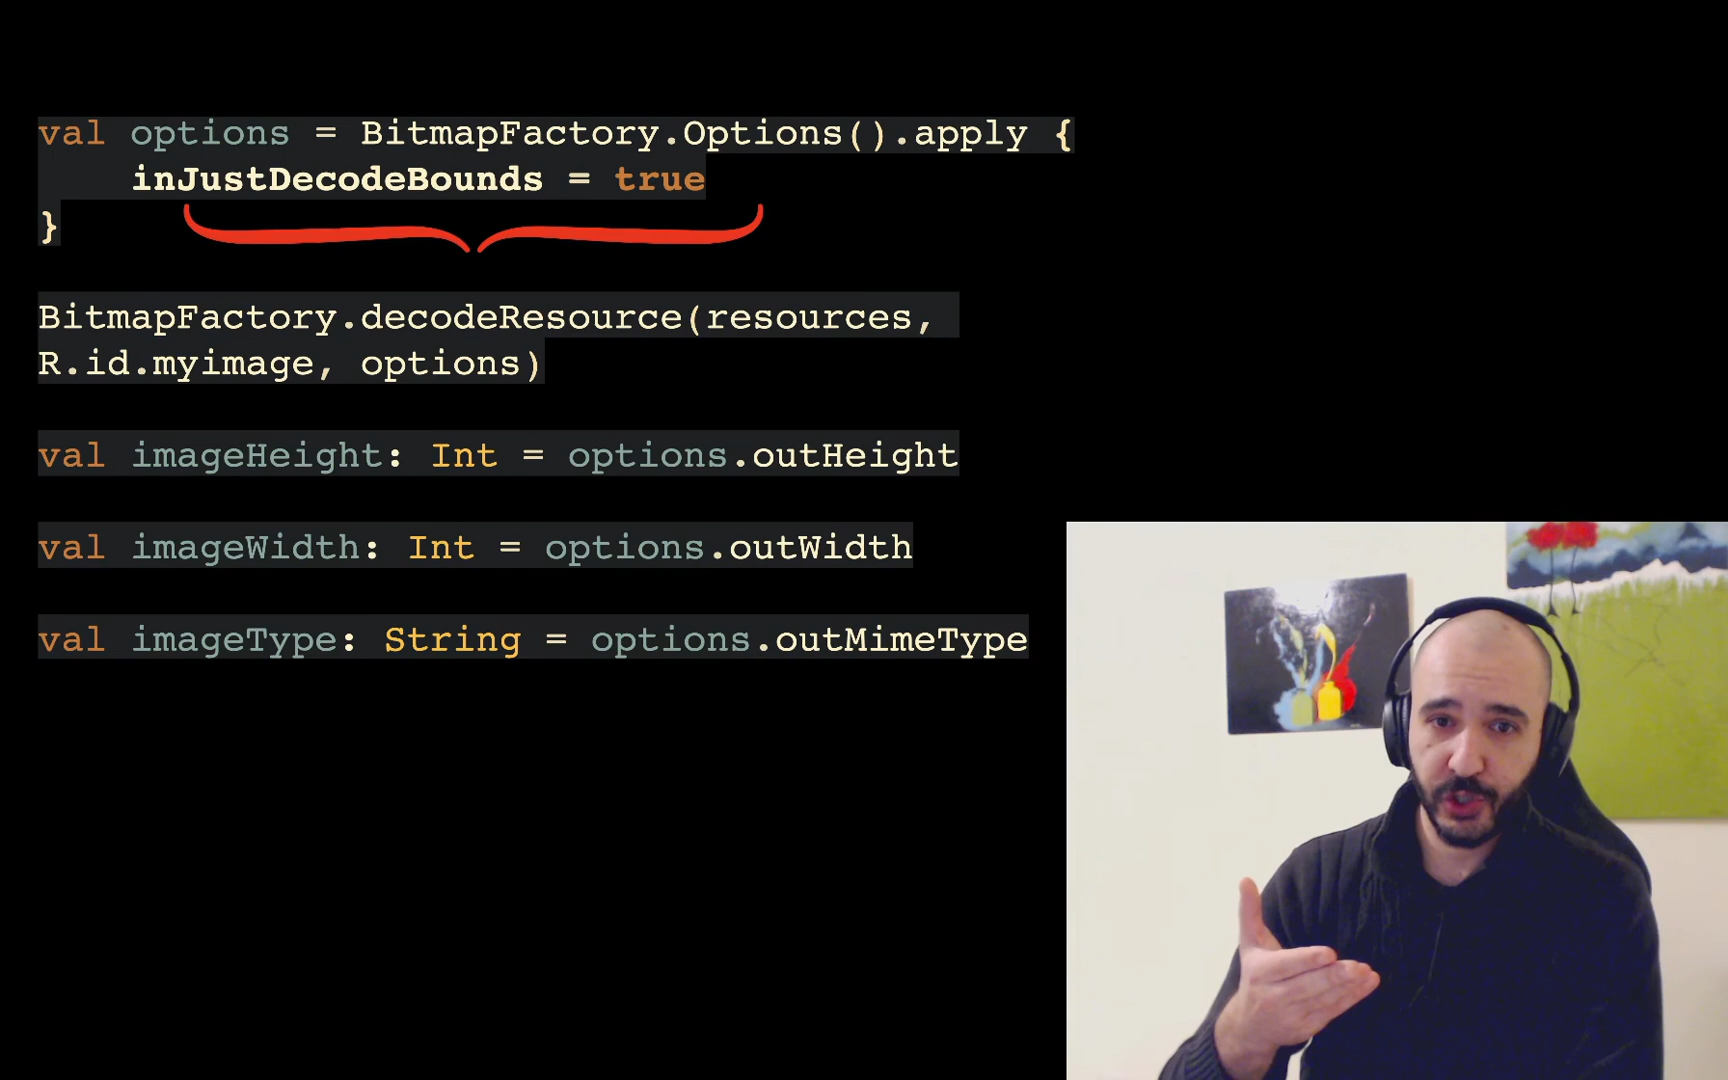 val options = BitmapFactory.Options().apply {
    inJustDecodeBounds = true
}
BitmapFactory.decodeResource(resources,
R.id.myimage, options)
val imageHeight: Int = options.outHeight
val imageWidth: Int = options.outWidth
val imageType: String = options.outMimeType